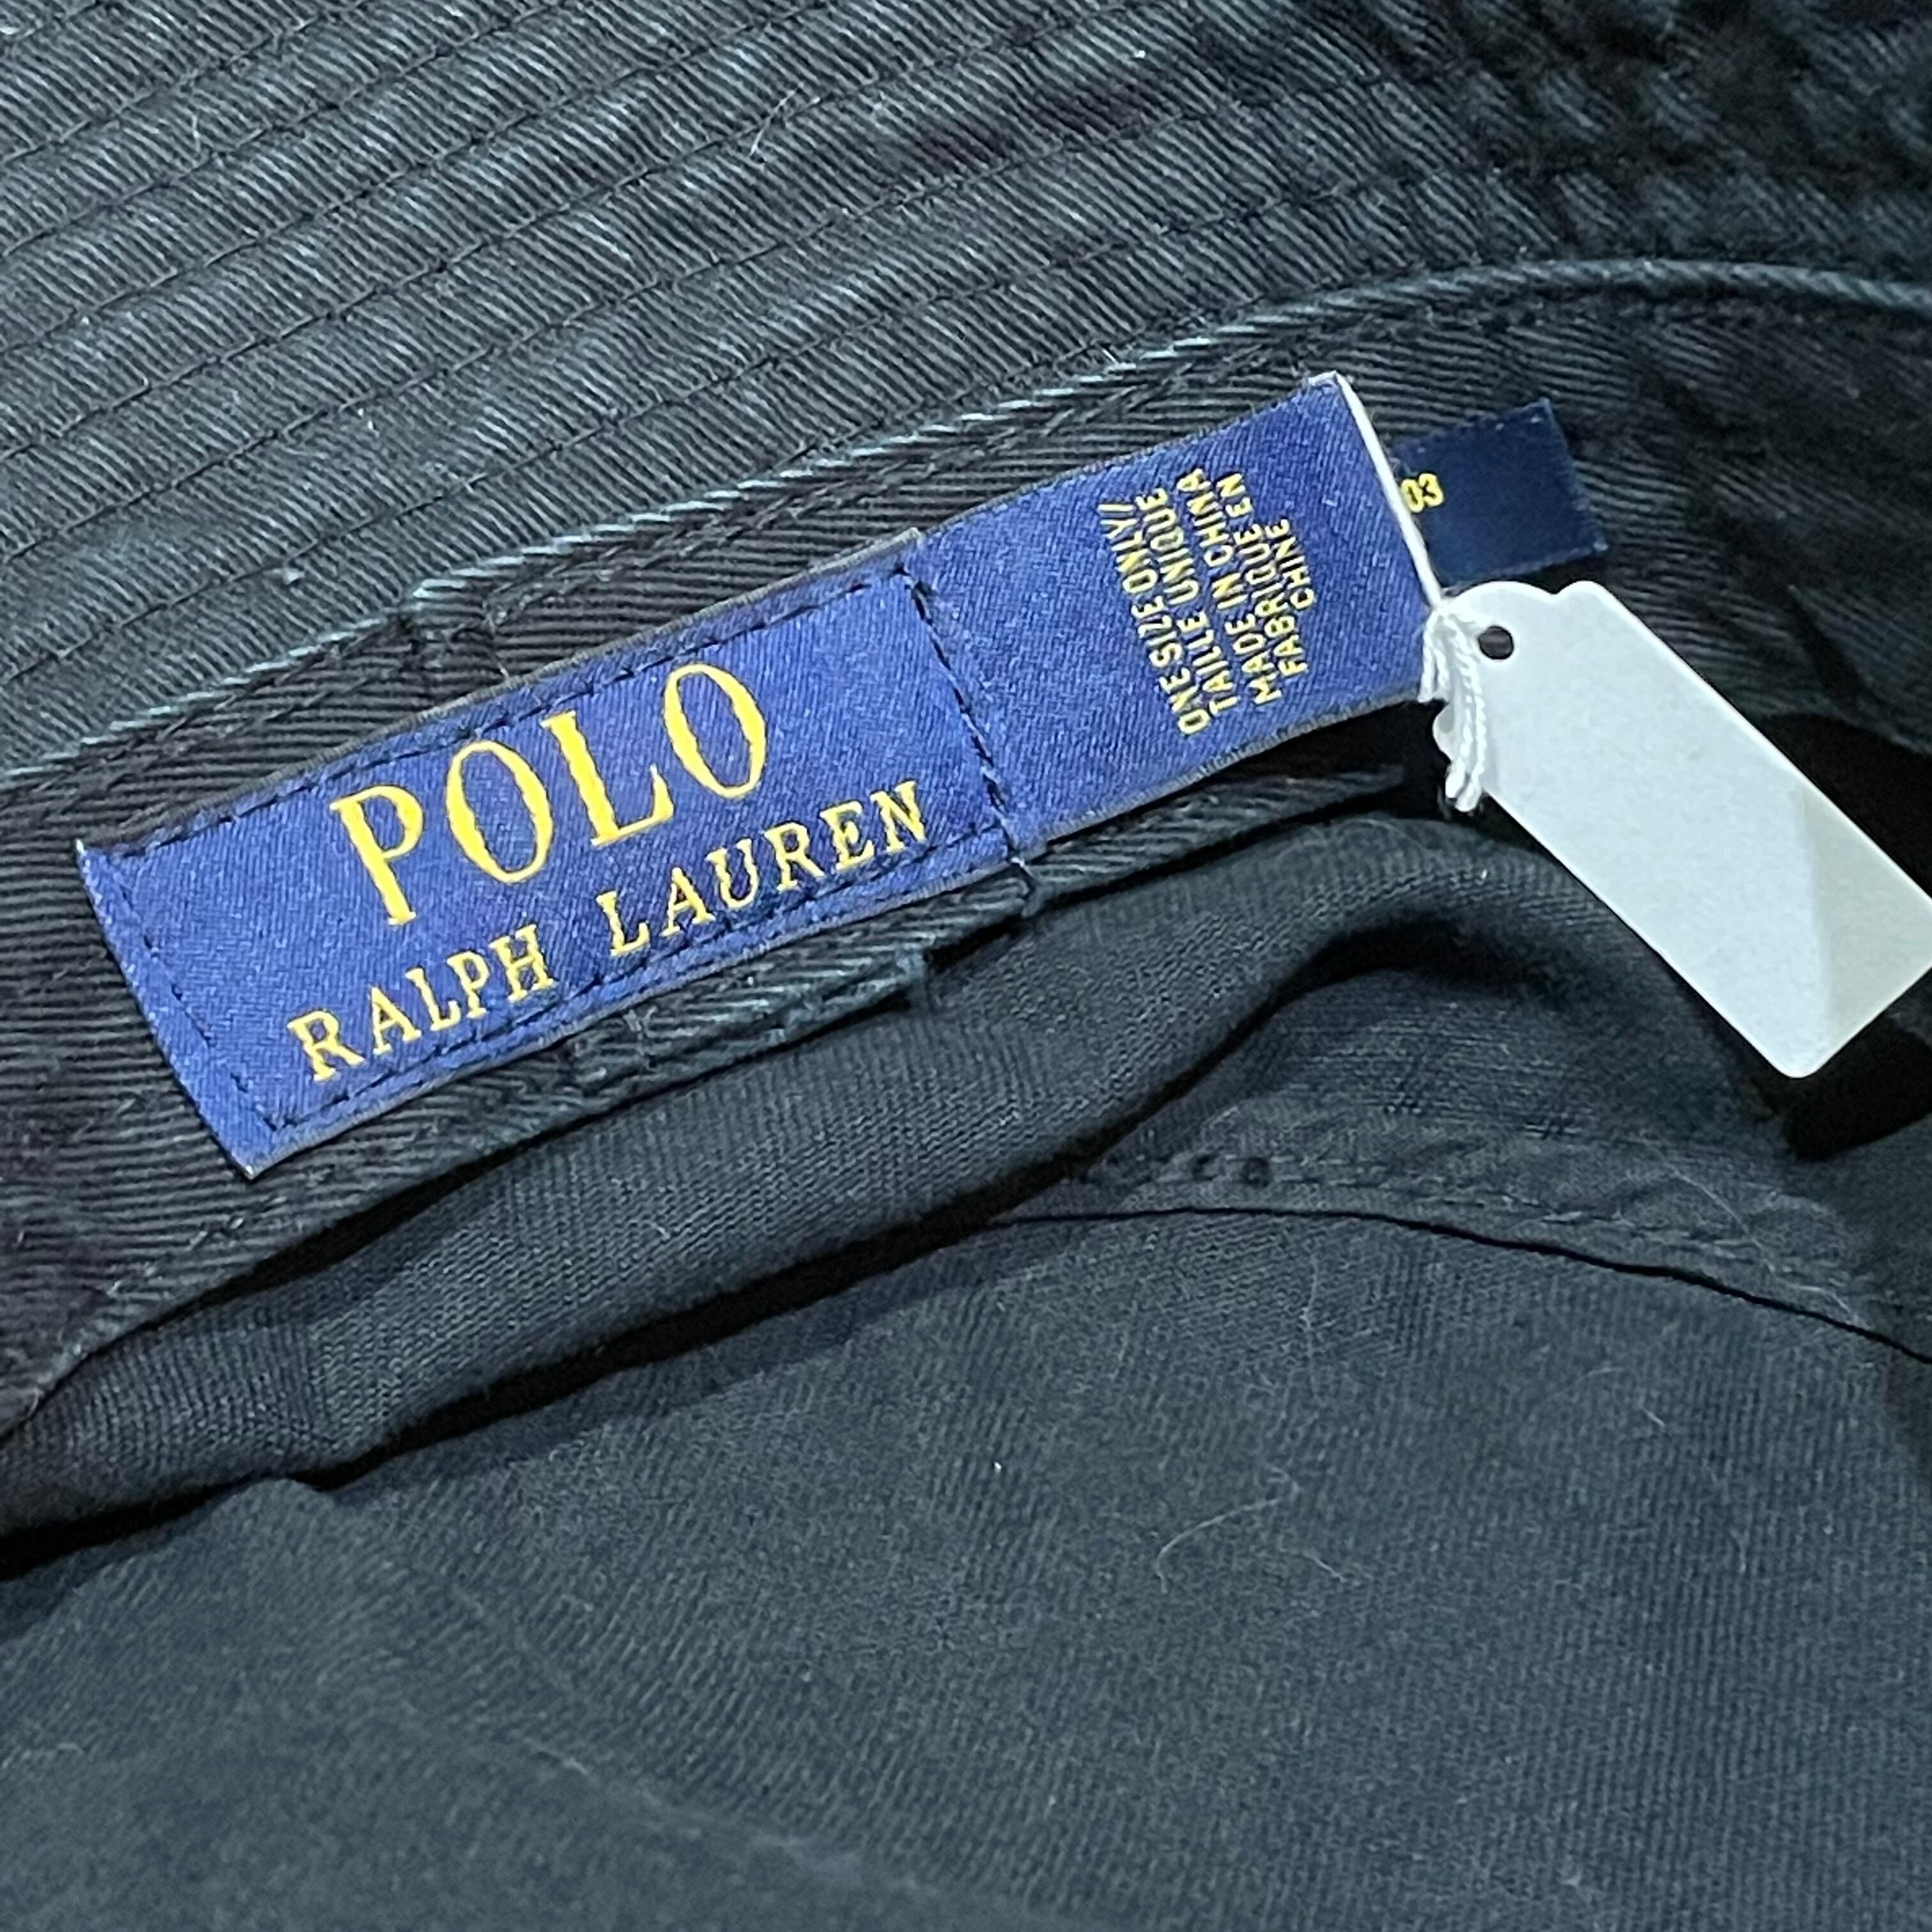 POLO
RALPH LAUREN
ONE SIZE ONLY/
TAILLE UNIQUE
MADE IN CHINA
FABRIQUE EN
CHINE
03